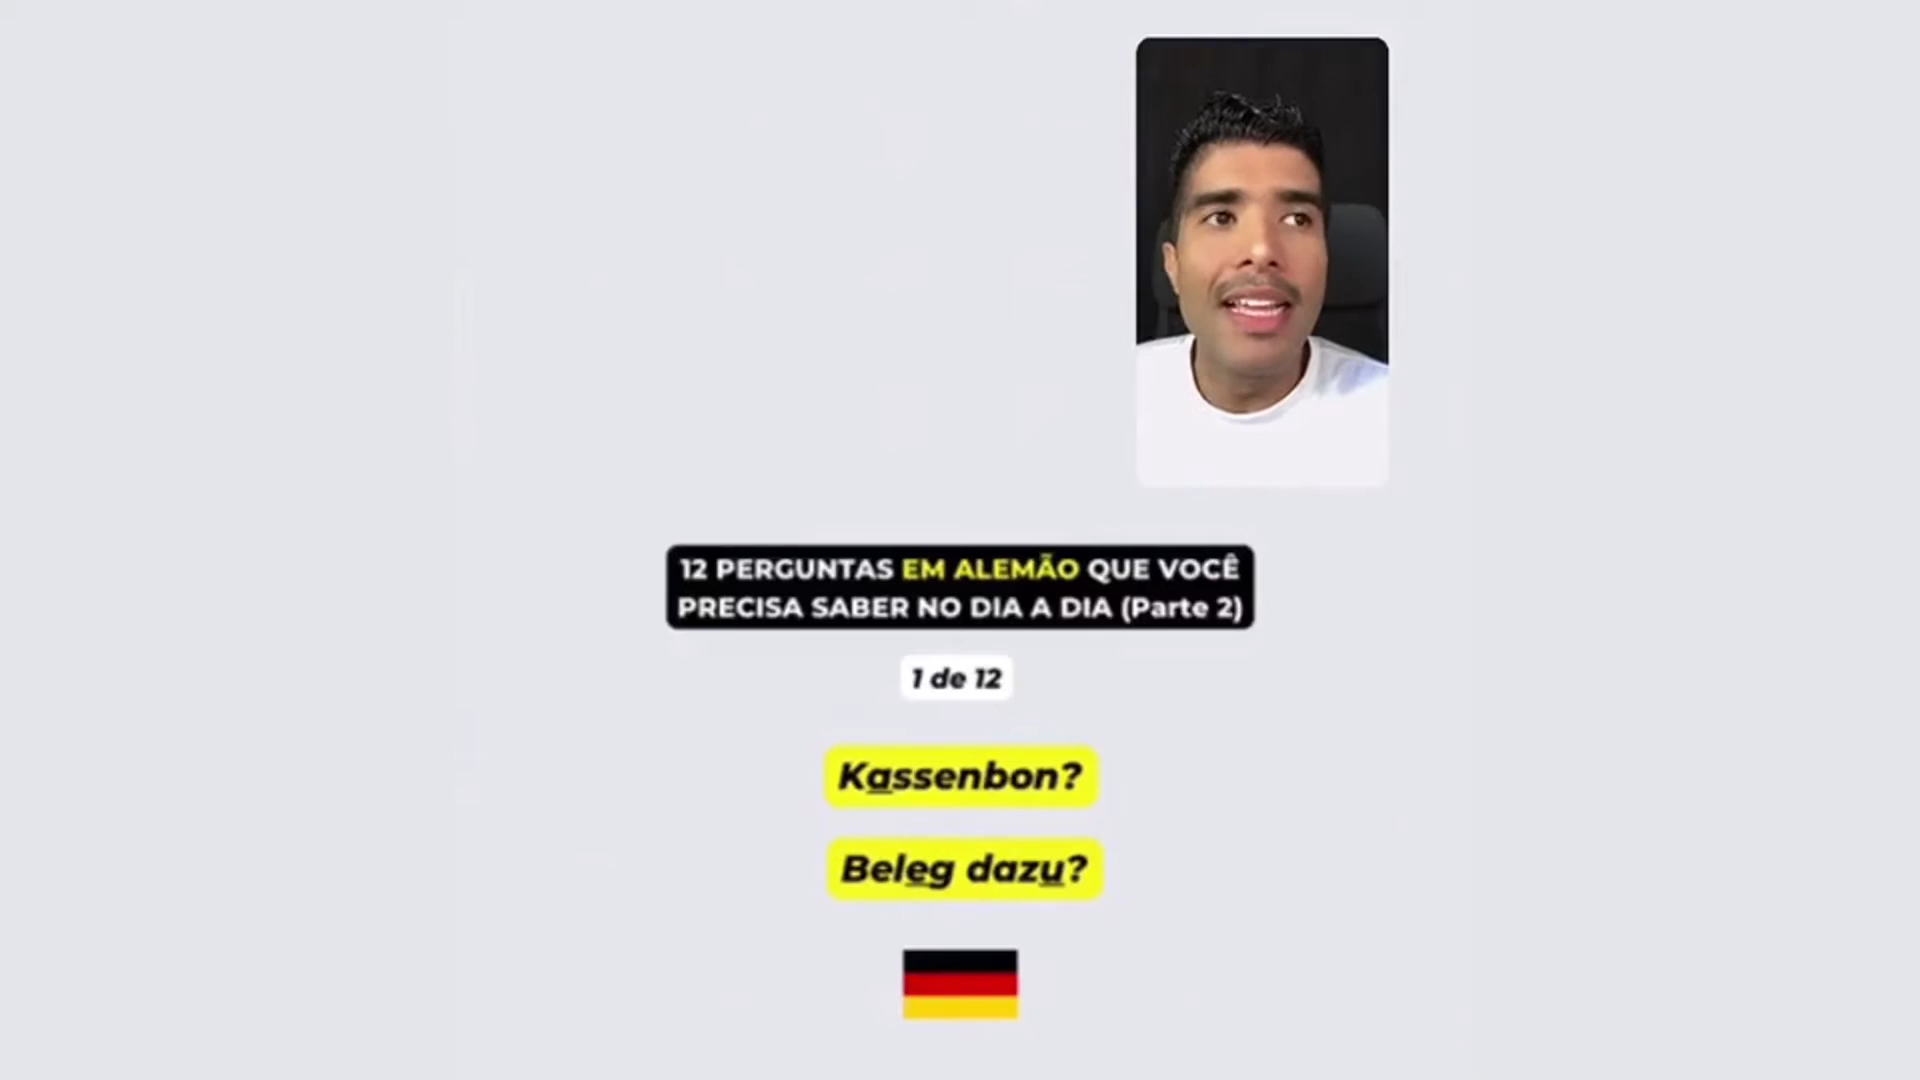 12 PERGUNTAS EM ALEMÃO QUE VOCÊ
PRECISA SABER NO DIA A DIA (Parte 2)
1 de 12
Kassenbon?
Beleg dazu?